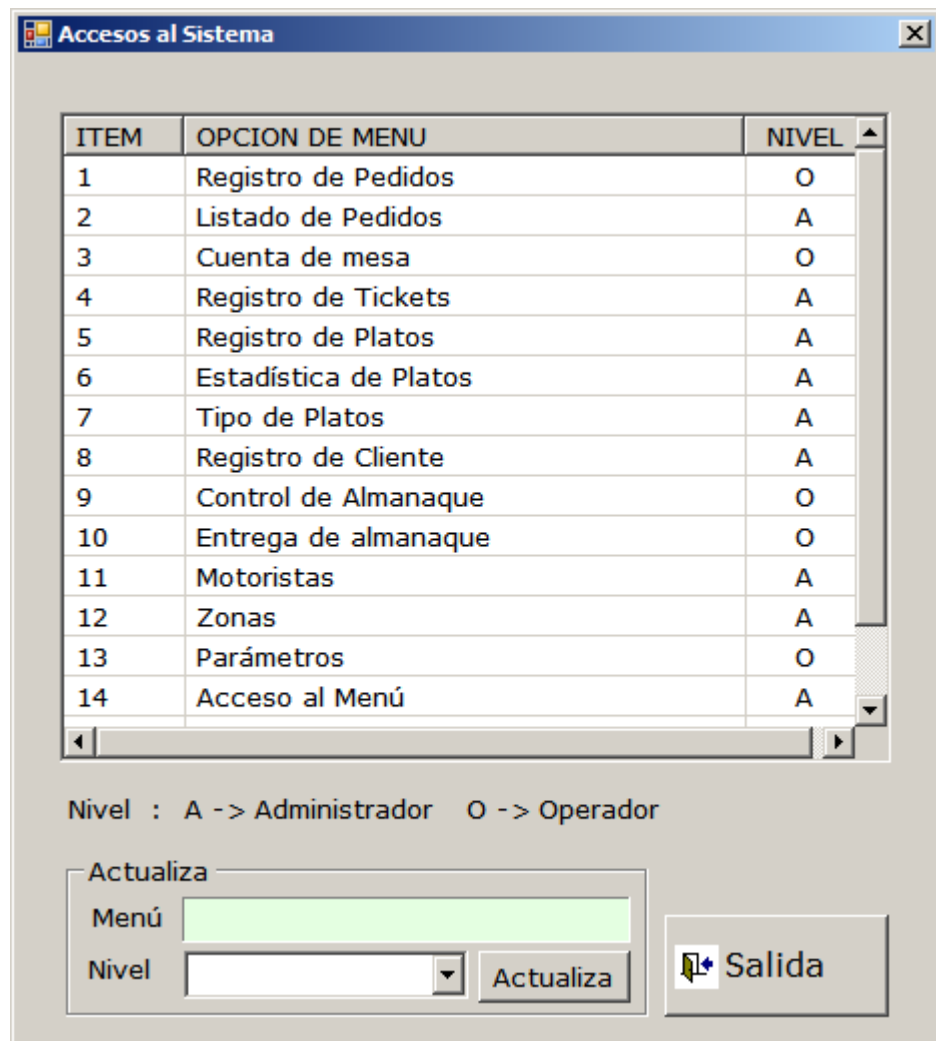 Accesos al Sistema
ITEM OPCION DE MENU NIVEL
1 Registro de Pedidos O
2 Listado de Pedidos A
3 Cuenta de mesa O
4 Registro de Tickets A
5 Registro de Platos A
6 Estadística de Platos A
7 Tipo de Platos A
8 Registro de Cliente A
9 Control de Almanaque O
10 Entrega de almanaque O
11 Motoristas A
12 Zonas A
13 Parámetros O
14 Acceso al Menú A
Nivel : A -> Administrador O -> Operador
Actualiza
Menú
Nivel Actualiza
Salida